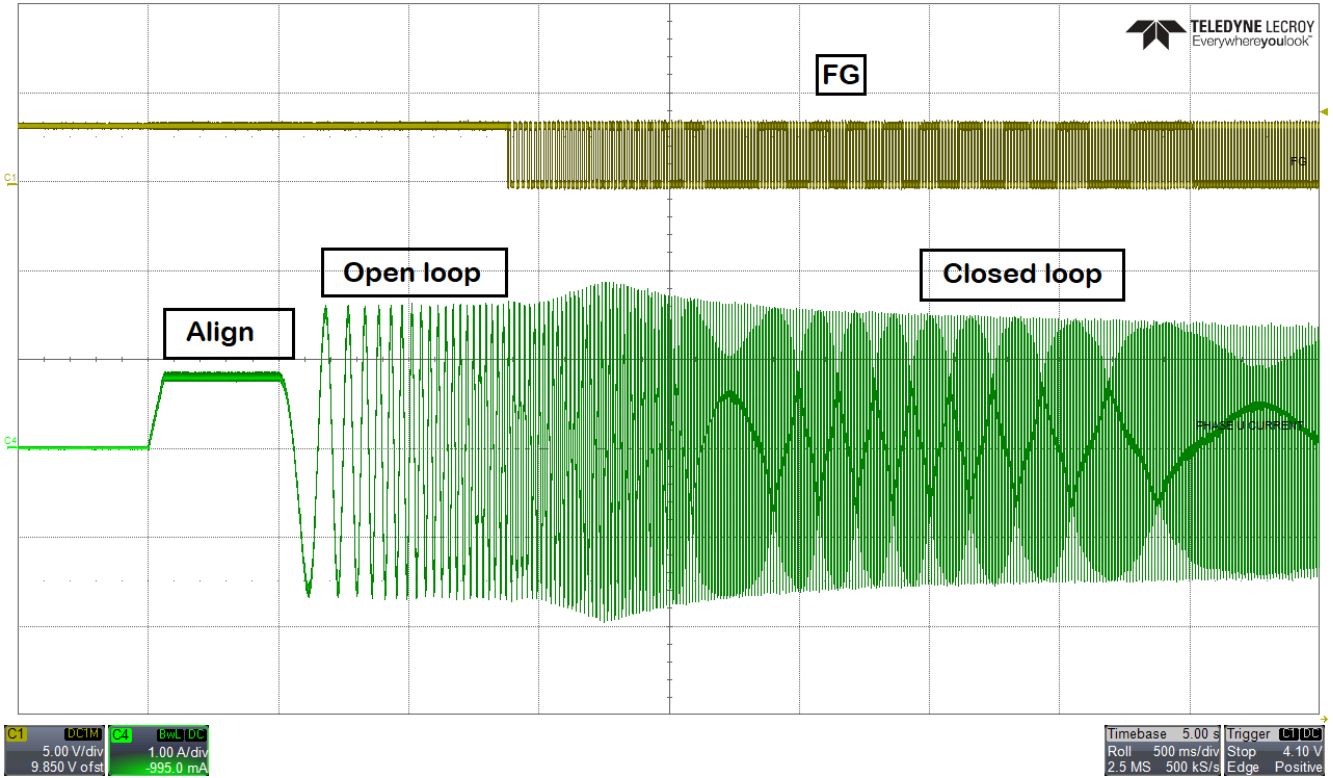 TELEDYNE LECROY
Everywhereyoulook™
FG
C1
FG
Open loop
Closed loop
Align
C4
PHASE U CURRENT
C1 DC1M
5.00 V/div
9.850 V ofst
C4 BwL DC
1.00 A/div
-995.0 mA
Timebase 5.00 s
Roll 500 ms/div
2.5 MS 500 kS/s
Trigger C1 DC
Stop 4.10 V
Edge Positive